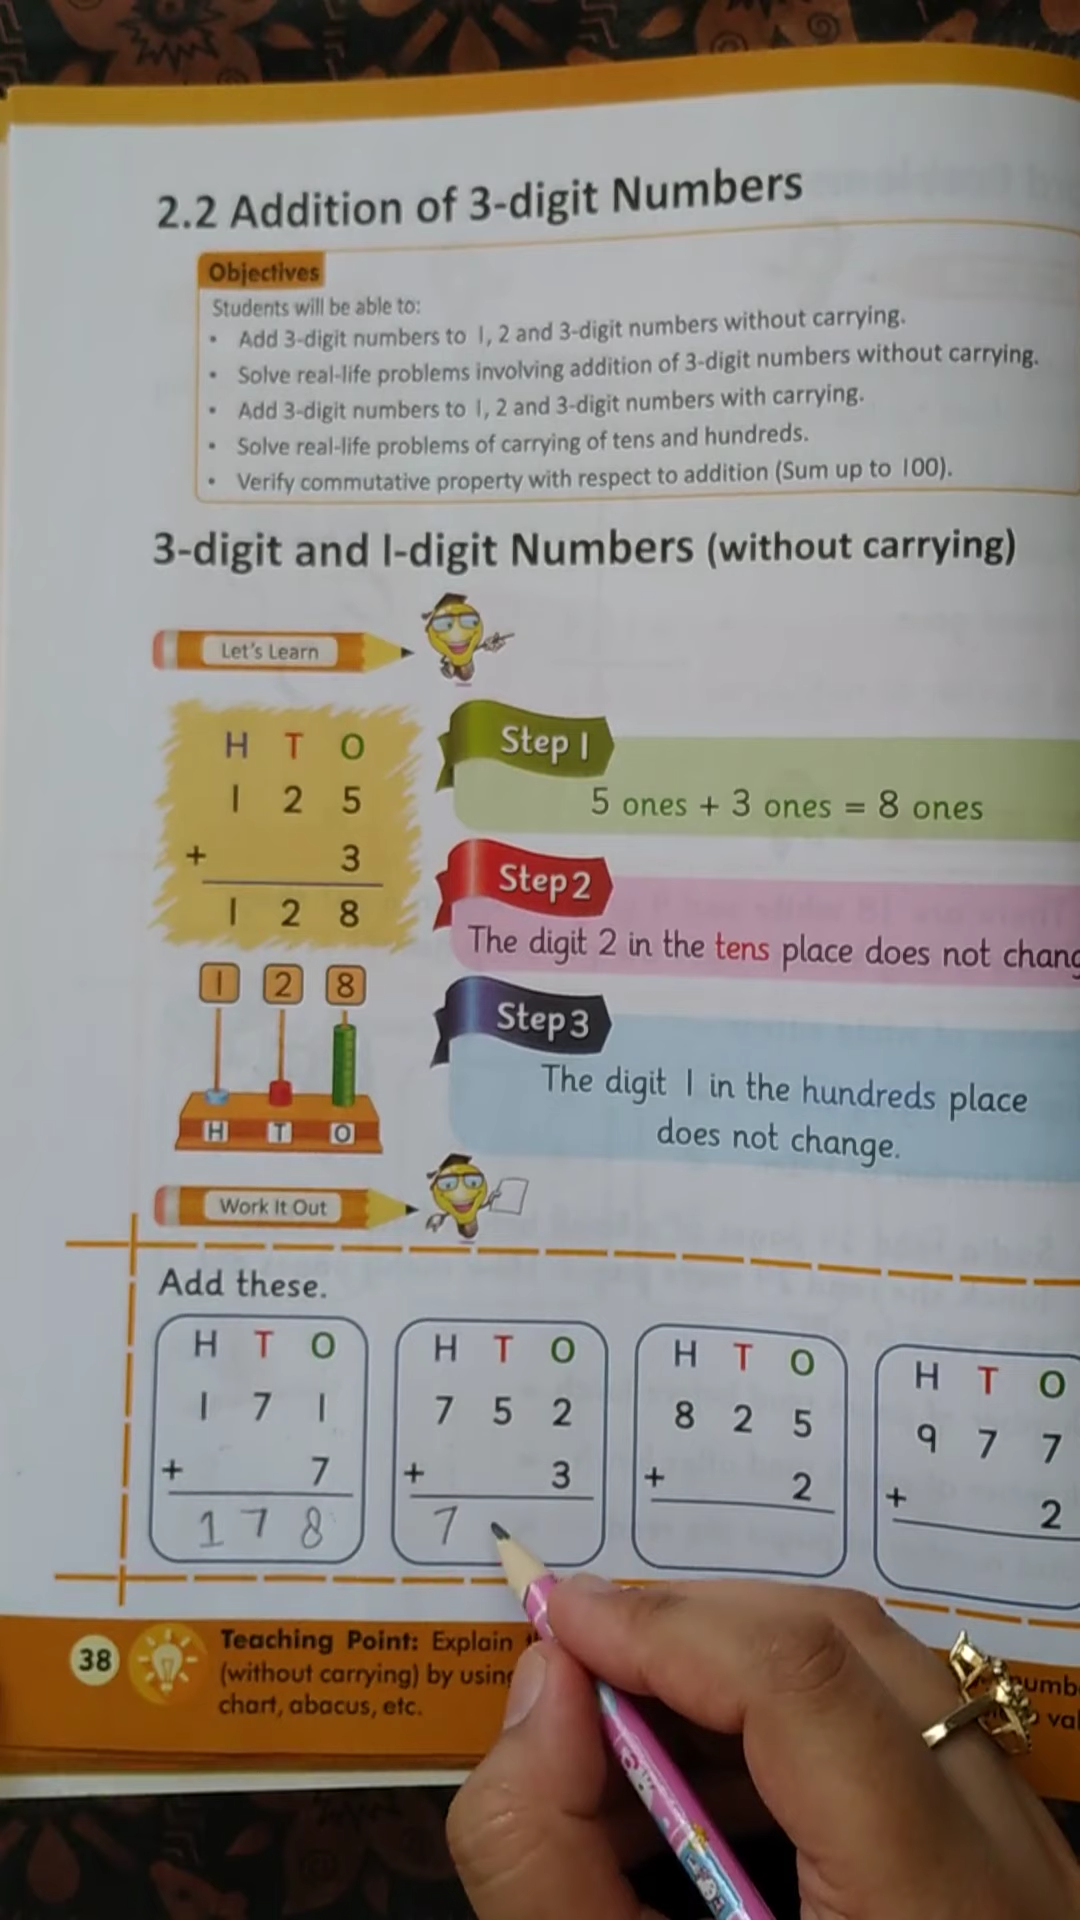 2.2 Addition of 3-digit Numbers
Objectives
Students will be able to:
• Add 3-digit numbers to 1, 2 and 3-digit numbers without carrying.
• Solve real-life problems involving addition of 3-digit numbers without carrying.
• Add 3-digit numbers to 1, 2 and 3-digit numbers with carrying.
• Solve real-life problems of carrying of tens and hundreds.
• Verify commutative property with respect to addition (Sum up to 100).
3-digit and 1-digit Numbers (without carrying)
Let's Learn
H T O
1 2 5
+ 3
1 2 8
1 2 8
H T O
Step 1
5 ones + 3 ones = 8 ones
Step 2
The digit 2 in the tens place does not chang
Step 3
The digit 1 in the hundreds place
does not change.
Work It Out
Add these.
H T O
1 7 1
+ 7
1 7 8
H T O
7 5 2
+ 3
7
H T O
8 2 5
+ 2
H T O
9 7 7
+ 2
38
Teaching Point: Explain
(without carrying) by using
chart, abacus, etc.